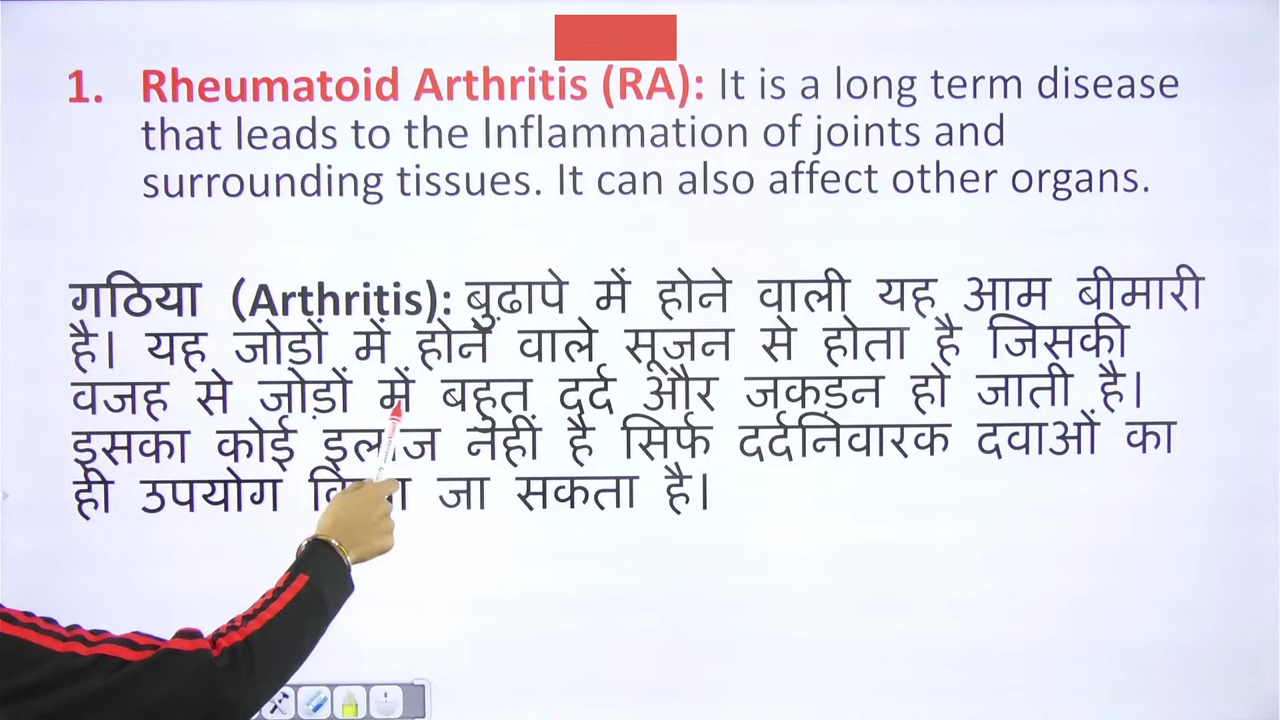 1. Rheumatoid Arthritis (RA): It is a long term disease
that leads to the Inflammation of joints and
surrounding tissues. It can also affect other organs.
गठिया (Arthritis): बुढापे में होने वाली यह आम बीमारी
है। यह जोड़ों में होने वाले सूजन से होता है जिसकी
वजह से जोड़ों में बहुत दर्द और जकड़न हो जाती है।
इसका कोई इलाज नहीं है सिर्फ दर्दनिवारक दवाओं का
ही उपयोग किया जा सकता है।